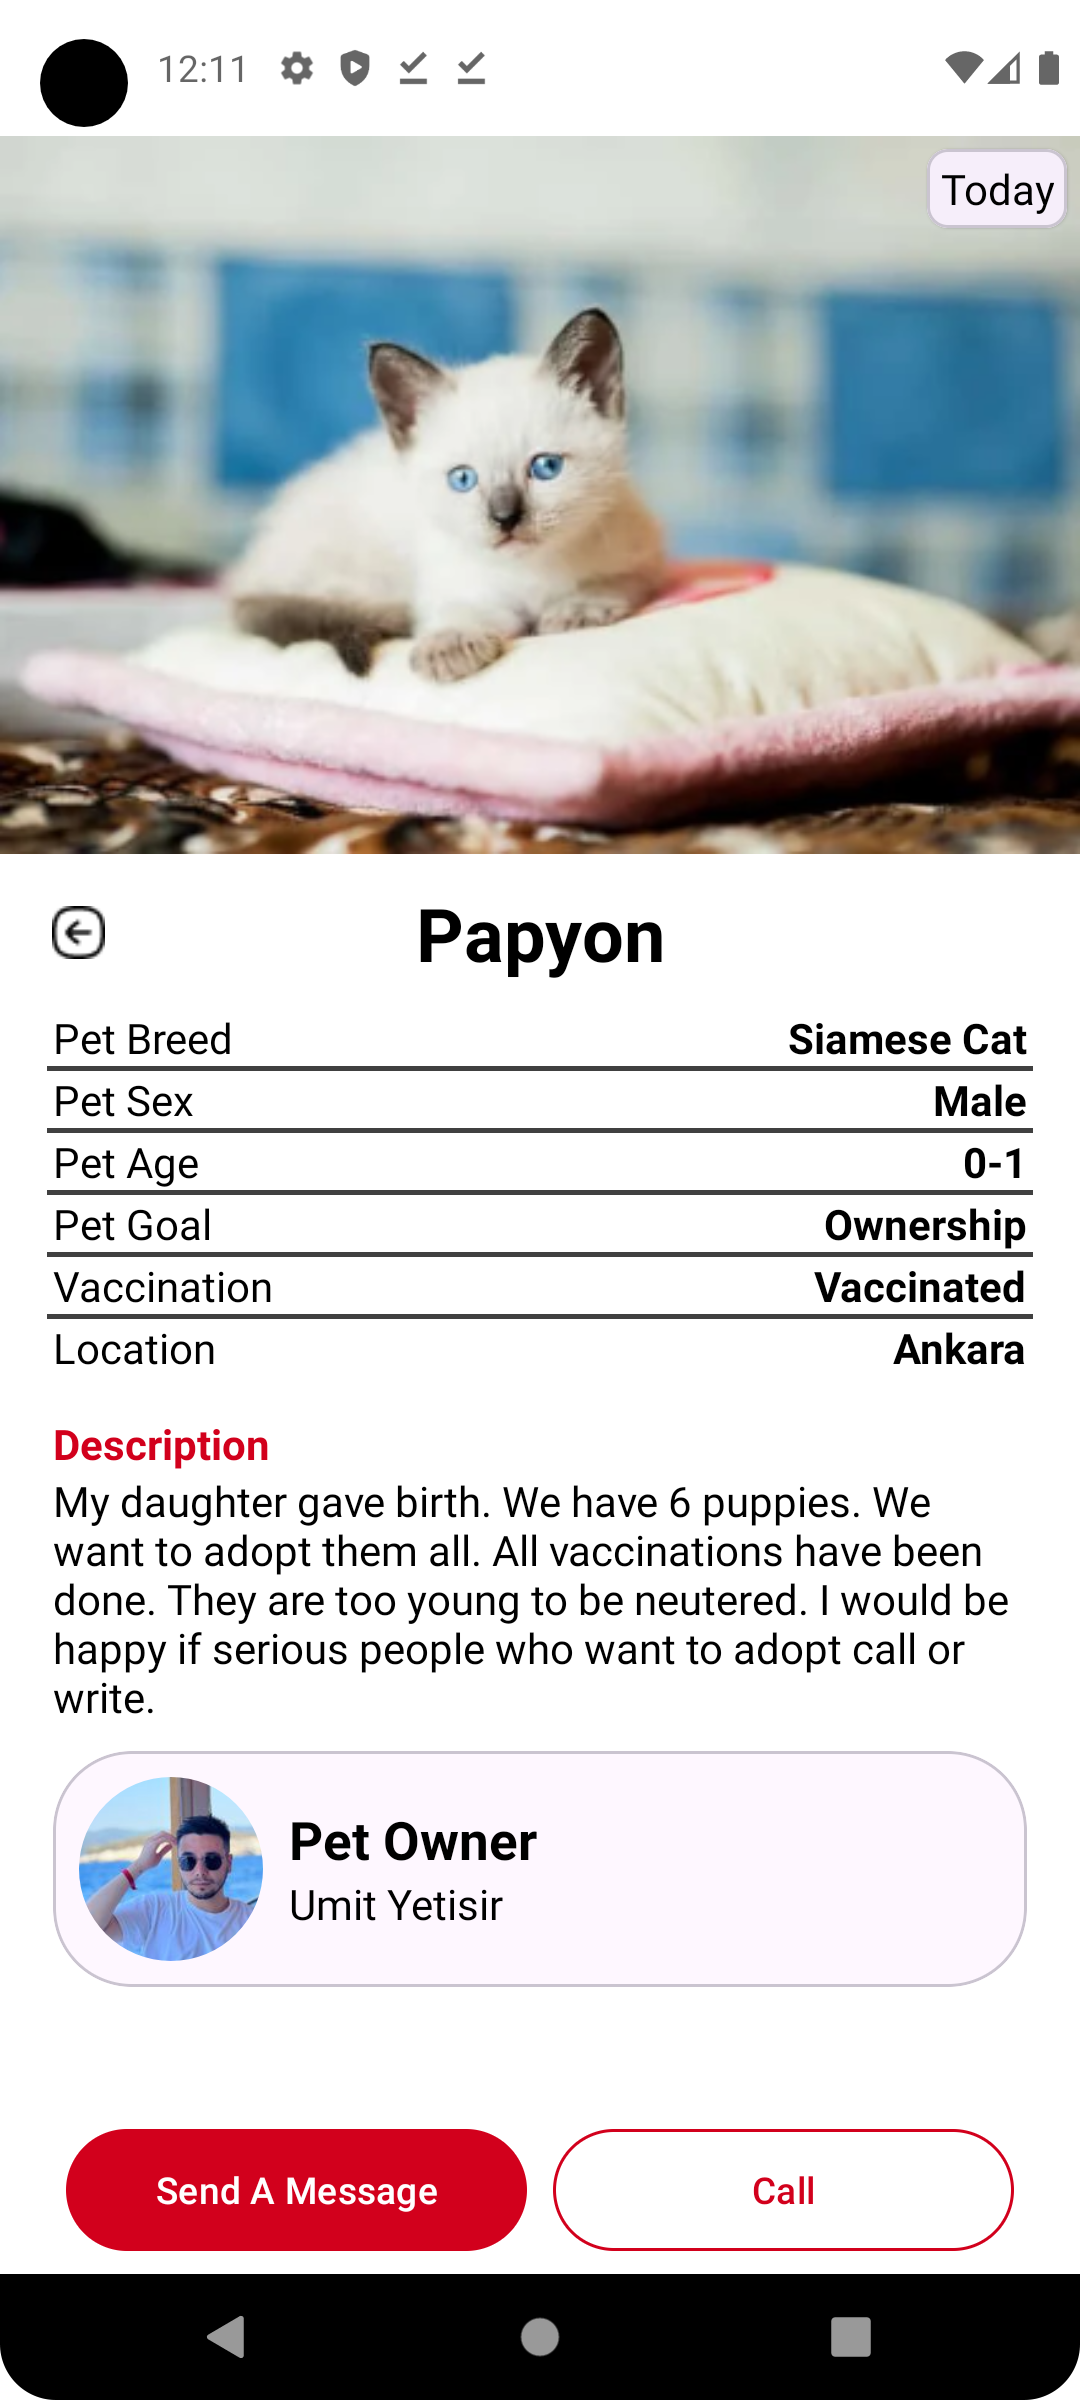 12:11
Today
Papyon
Pet Breed Siamese Cat
Pet Sex Male
Pet Age 0-1
Pet Goal Ownership
Vaccination Vaccinated
Location Ankara
Description
My daughter gave birth. We have 6 puppies. We
want to adopt them all. All vaccinations have been
done. They are too young to be neutered. I would be
happy if serious people who want to adopt call or
write.
Pet Owner
Umit Yetisir
Send A Message Call